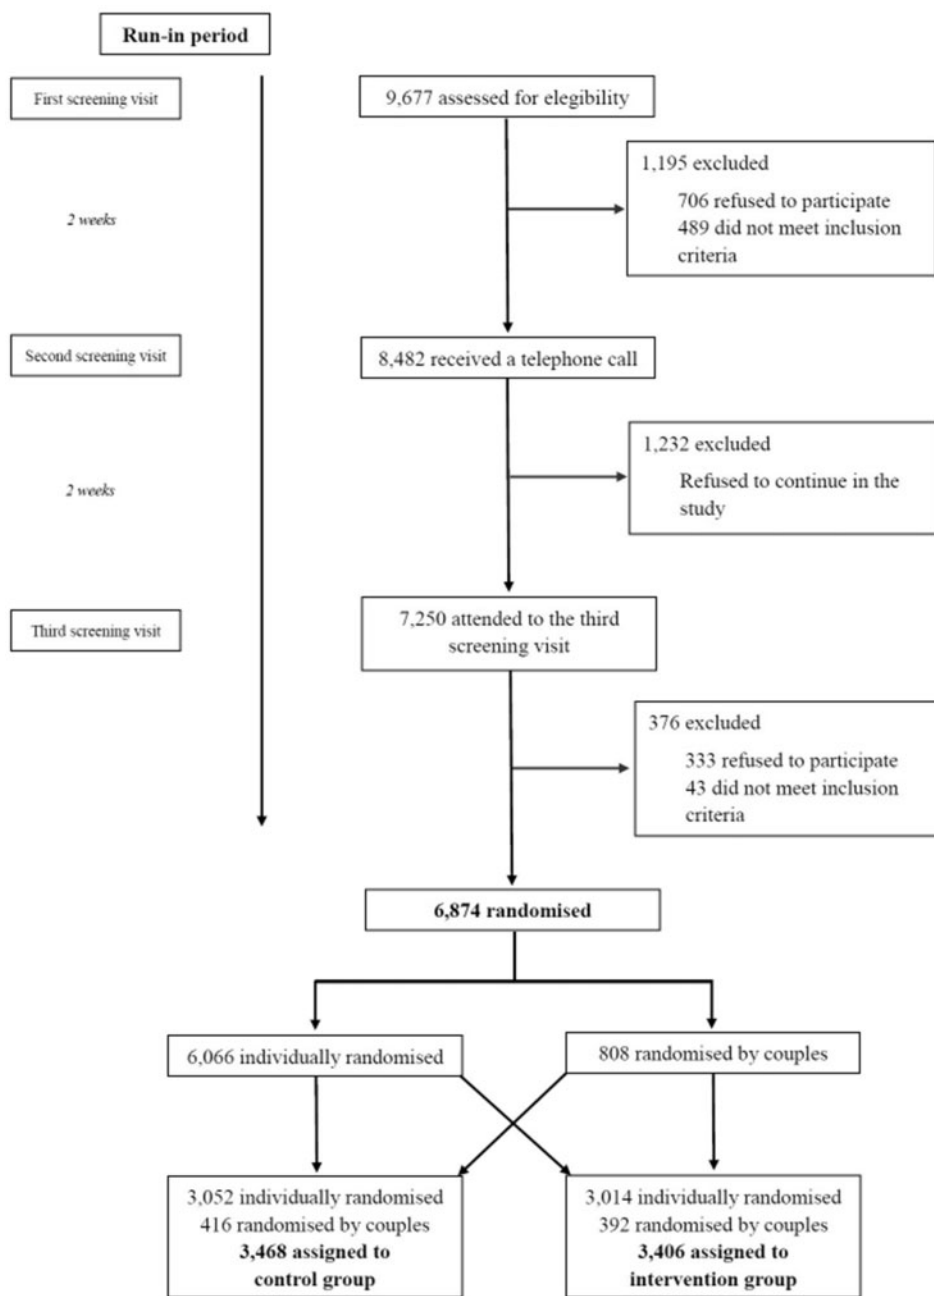 Run-in period
First screening visit
9,677 assessed for elegibility
1,195 excluded
706 refused to participate
489 did not meet inclusion
criteria
2 weeks
Second screening visit
8,482 received a telephone call
1,232 excluded
Refused to continue in the
study
2 weeks
Third screening visit
7,250 attended to the third
screening visit
376 excluded
333 refused to participate
43 did not meet inclusion
criteria
6,874 randomised
6,066 individually randomised
808 randomised by couples
3,052 individually randomised
416 randomised by couples
3,468 assigned to
control group
3,014 individually randomised
392 randomised by couples
3,406 assigned to
intervention group